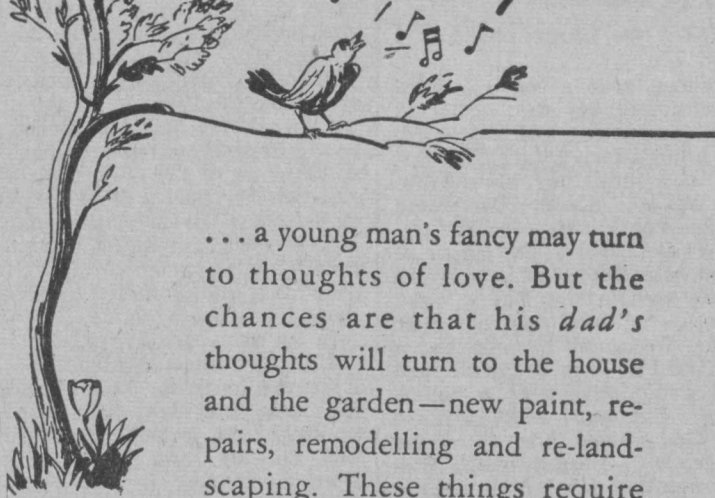 ... a young man's fancy may turn
to thoughts of love. But the
chances are that his dad's
thoughts will turn to the house
and the garden—new paint, re-
pairs, remodelling and re-land-
scaping. These things require